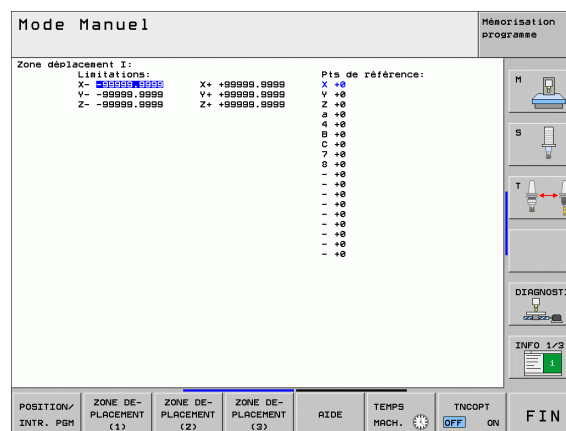 Mode Manuel
Mémorisation
programme
Zone déplacement I:
Limitations: Pts de référence:
X- -99999.9999 X+ +99999.9999 X +0
Y- -99999.9999 Y+ +99999.9999 Y +0
Z- -99999.9999 Z+ +99999.9999 Z +0
a +0
4 +0
B +0
C +0
7 +0
8 +0
- +0
- +0
- +0
- +0
- +0
- +0
- +0
- +0
- +0
M
S
T
DIAGNOSTI
INFO 1/3
i
POSITION/
INTR. PGM
ZONE DE-
PLACEMENT
(1)
ZONE DE-
PLACEMENT
(2)
ZONE DE-
PLACEMENT
(3)
AIDE
TEMPS
MACH.
TNCOPT
OFF ON
FIN